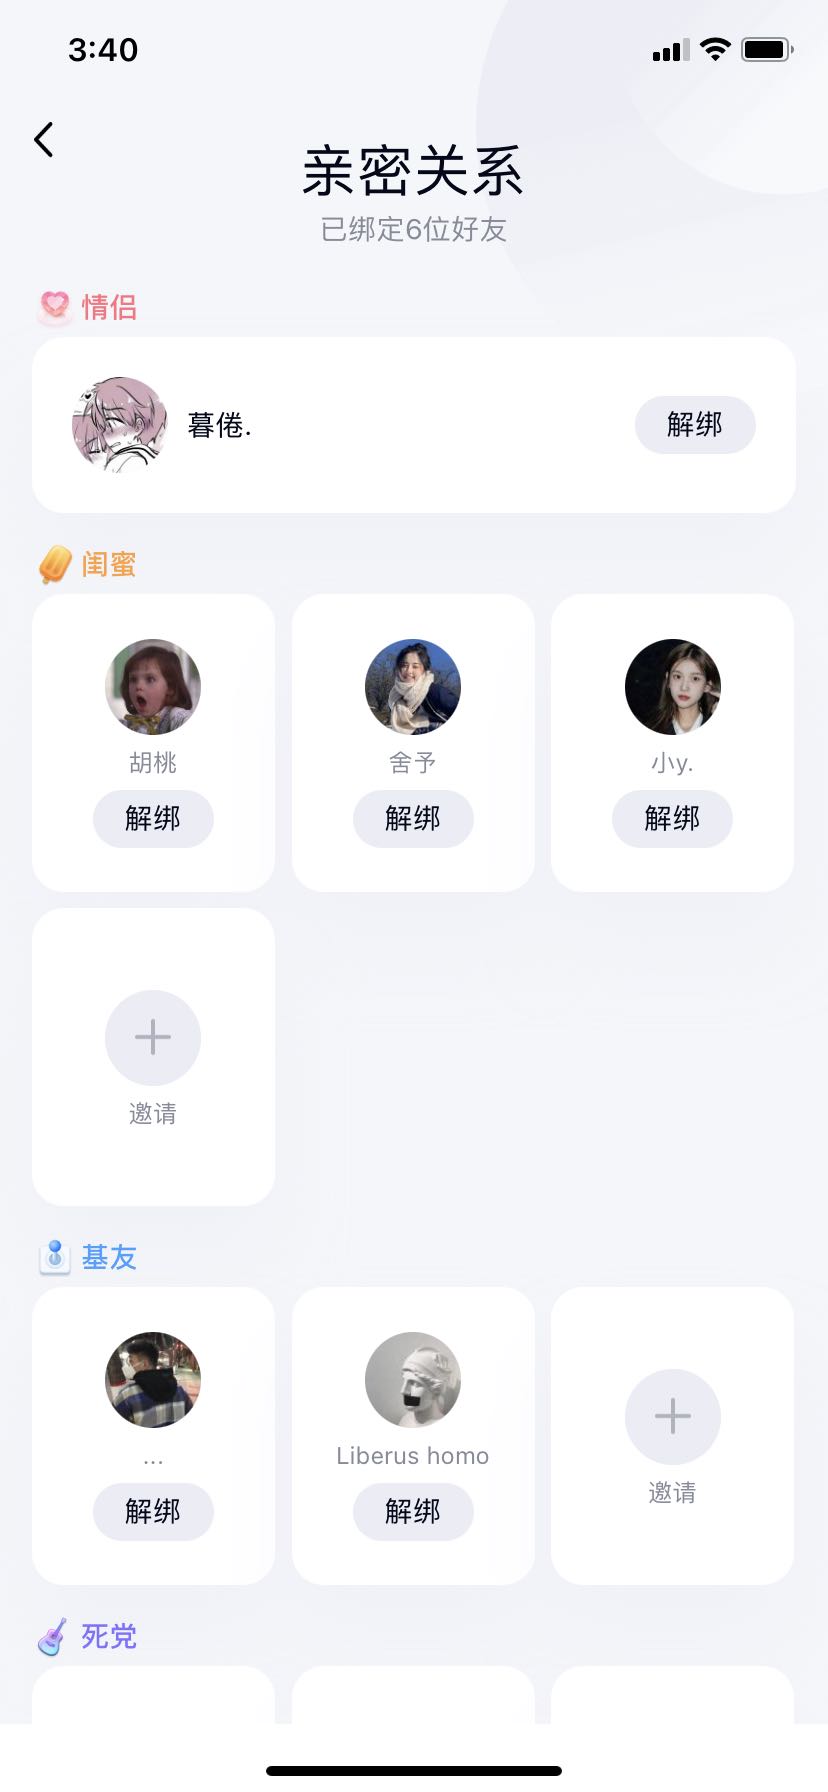 3:40
亲密关系
已绑定6位好友
情侣
暮倦.
解绑
闺蜜
胡桃
舍予
小y.
解绑
解绑
解绑
邀请
基友
...
Liberus homo
邀请
解绑
解绑
死党